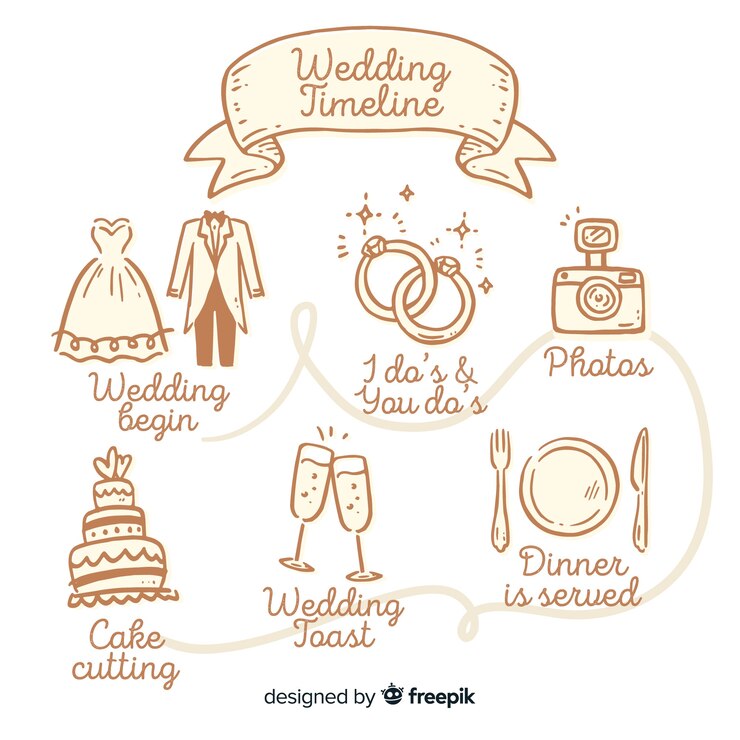 Wedding
Timeline
Wedding
begin
I do's &
You do's
Photos
Dinner
is served
Wedding
Toast
Cake
cutting
designed by freepik